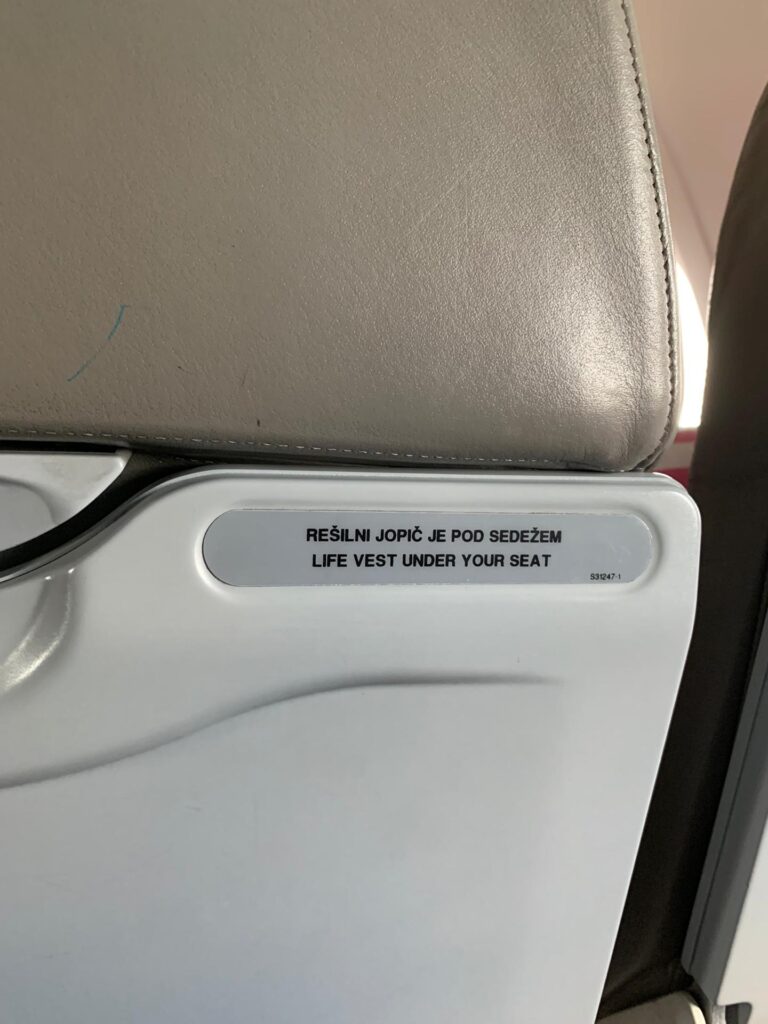 REŠILNI JOPIČ JE POD SEDEŽEM
LIFE VEST UNDER YOUR SEAT
S31247-1